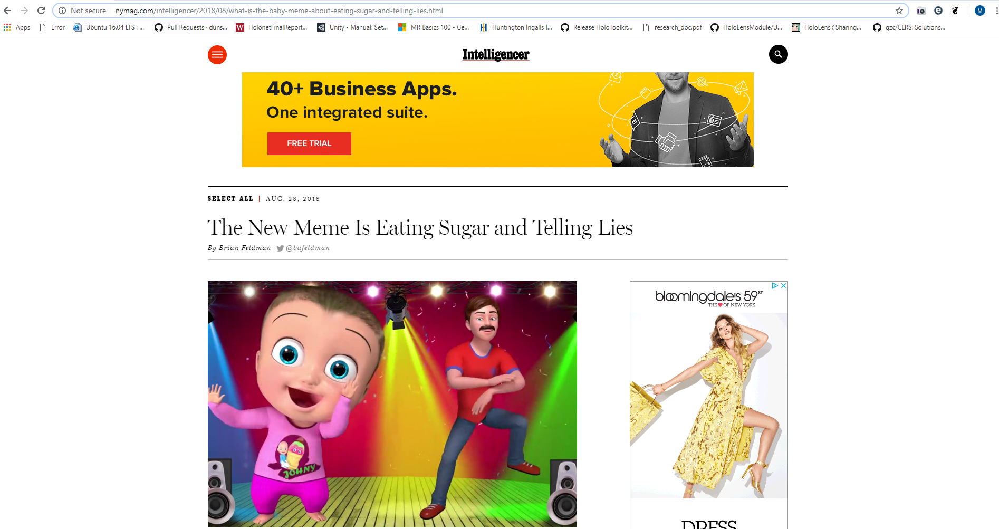 Not secure nymag.com/intelligencer/2018/08/what-is-the-baby-meme-about-eating-sugar-and-telling-lies.html
M
Apps Error Ubuntu 16.04 LTS : ... Pull Requests · duns... HolonetFinalReport... Unity - Manual: Set... MR Basics 100 - Ge... Huntington Ingalls I... Release HoloToolkit... research_doc.pdf HoloLensModule/U... HoloLensでSharing... gzc/CLRS: Solutions...
Intelligencer
40+ Business Apps.
One integrated suite.
FREE TRIAL
SELECT ALL | AUG. 28, 2018
The New Meme Is Eating Sugar and Telling Lies
By Brian Feldman @bafeldman
JOHNY
bloomingdale's 59ST
THE ❤ OF NEW YORK
DRESS